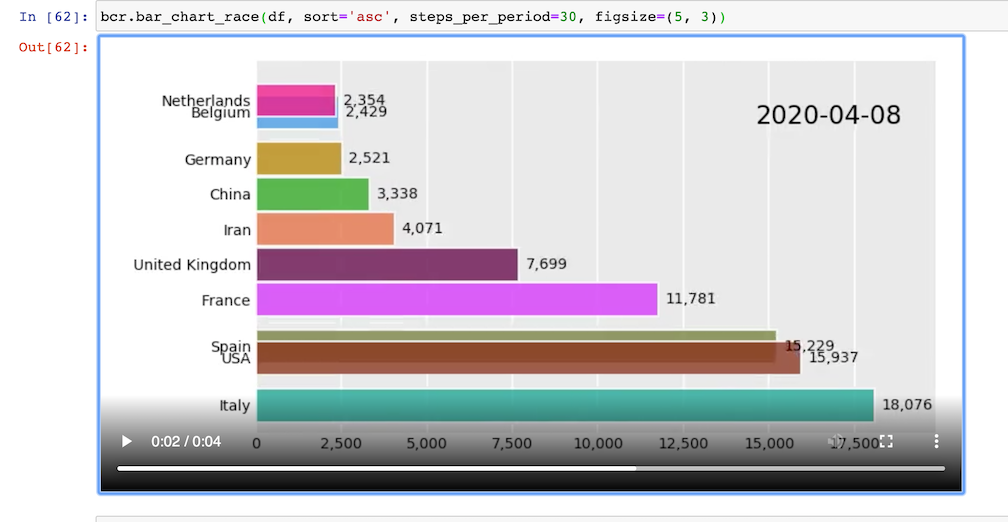 In [62]: bcr.bar_chart_race(df, sort='asc', steps_per_period=30, figsize=(5, 3))
Out[62]:
Netherlands 2,354
Belgium 2,429
2020-04-08
Germany 2,521
China 3,338
Iran 4,071
United Kingdom 7,699
France 11,781
Spain 15,229
USA 15,937
Italy 18,076
0:02 / 0:04
0 2,500 5,000 7,500 10,000 12,500 15,000 17,500